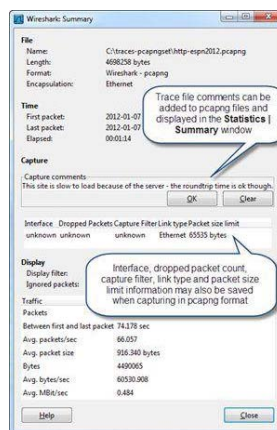 Wireshark: Summary
File
Name: C:\traces-pcapngset\http-espn2012.pcapng
Length: 4698258 bytes
Format: Wireshark - pcapng
Encapsulation: Ethernet
Time
First packet: 2012-01-07
Last packet: 2012-01-07
Elapsed: 00:01:14
Trace file comments can be
added to pcapng files and
displayed in the Statistics |
Summary window
Capture
Capture comments
This site is slow to load because of the server - the roundtrip time is ok though.
OK Clear
Interface Dropped Packets Capture Filter Link type Packet size limit
unknown unknown unknown Ethernet 65535 bytes
Display
Display filter:
Ignored packets:
Interface, dropped packet count,
capture filter, link type and packet size
limit information may also be saved
when capturing in pcapng format
Traffic
Packets
Between first and last packet 74.178 sec
Avg. packets/sec 66.057
Avg. packet size 916.340 bytes
Bytes 4490065
Avg. bytes/sec 60530.908
Avg. MBit/sec 0.484
Help Close